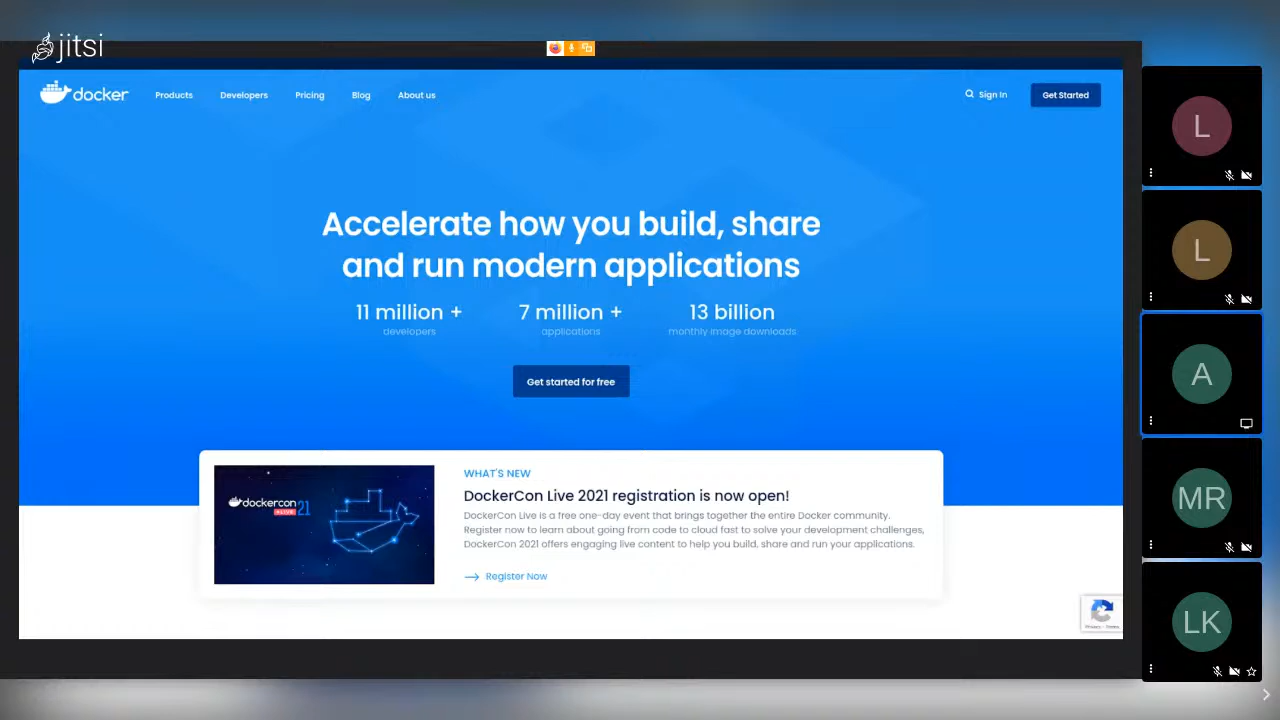 jitsi
docker
Products
Developers
Pricing
Blog
About us
Sign In
Get Started
Accelerate how you build, share
and run modern applications
11 million +
7 million +
13 billion
developers
applications
monthly image downloads
Get started for free
WHAT'S NEW
DockerCon Live 2021 registration is now open!
DockerCon Live is a free one-day event that brings together the entire Docker community.
Register now to learn about going from code to cloud fast to solve your development challenges,
DockerCon 2021 offers engaging live content to help you build, share and run your applications.
Register Now
dockercon
LIVE
21
Privacy - Terms
L
L
A
MR
LK